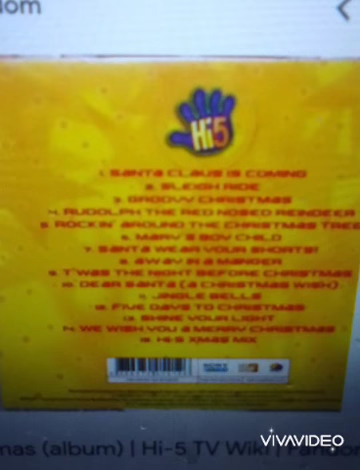 dom
Hi5
1. SANTA CLAUS IS COMING
2. SLEIGH RIDE
3. GROOVY CHRISTMAS
4. RUDOLPH THE RED NOSED REINDEER
5. ROCKIN' AROUND THE CHRISTMAS TREE
6. MARY'S BOY CHILD
7. SANTA WEAR YOUR SHORTS!
8. AWAY IN A MANGER
9. T'WAS THE NIGHT BEFORE CHRISTMAS
10. DEAR SANTA (A CHRISTMAS WISH)
11. JINGLE BELLS
12. FIVE DAYS TO CHRISTMAS
13. SHINE YOUR LIGHT
14. WE WISH YOU A MERRY CHRISTMAS
15. HI-5 XMAS MIX
mas (album) | Hi-5 TV Wiki | Fandom
VIVAVIDEO